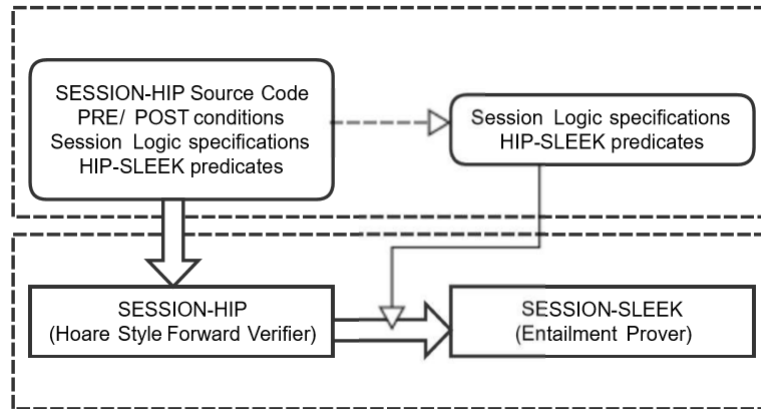 SESSION-HIP Source Code
PRE/ POST conditions
Session Logic specifications
HIP-SLEEK predicates
Session Logic specifications
HIP-SLEEK predicates
SESSION-HIP
(Hoare Style Forward Verifier)
SESSION-SLEEK
(Entailment Prover)